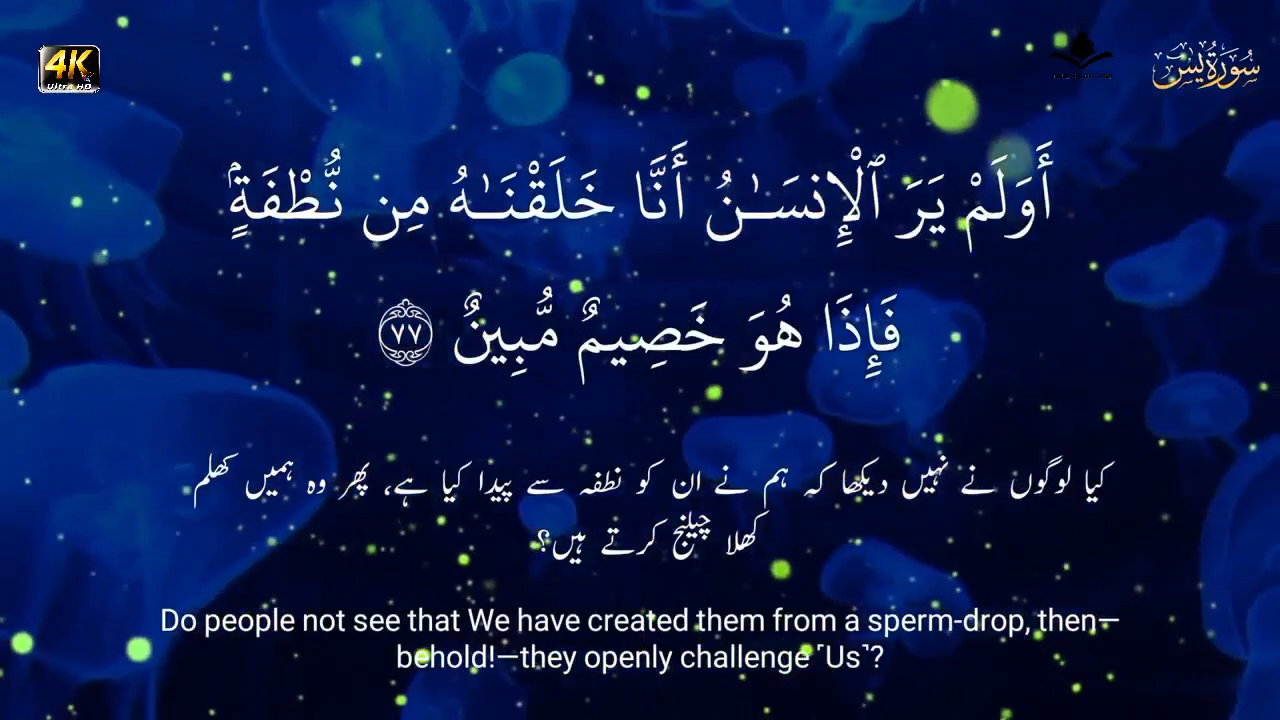 4K
Ultra HD
سُورَةُ يس
أَوَلَمْ يَرَ ٱلْإِنسَـٰنُ أَنَّا خَلَقْنَـٰهُ مِن نُّطْفَةٍۢ
فَإِذَا هُوَ خَصِيمٌۭ مُّبِينٌۭ ٧٧
کیا لوگوں نے نہیں دیکھا کہ ہم نے ان کو نطفہ سے پیدا کیا ہے، پھر وہ ہمیں کھلم
کھلا چیلنج کرتے ہیں؟
Do people not see that We have created them from a sperm-drop, then—
behold!—they openly challenge ˹Us˺?